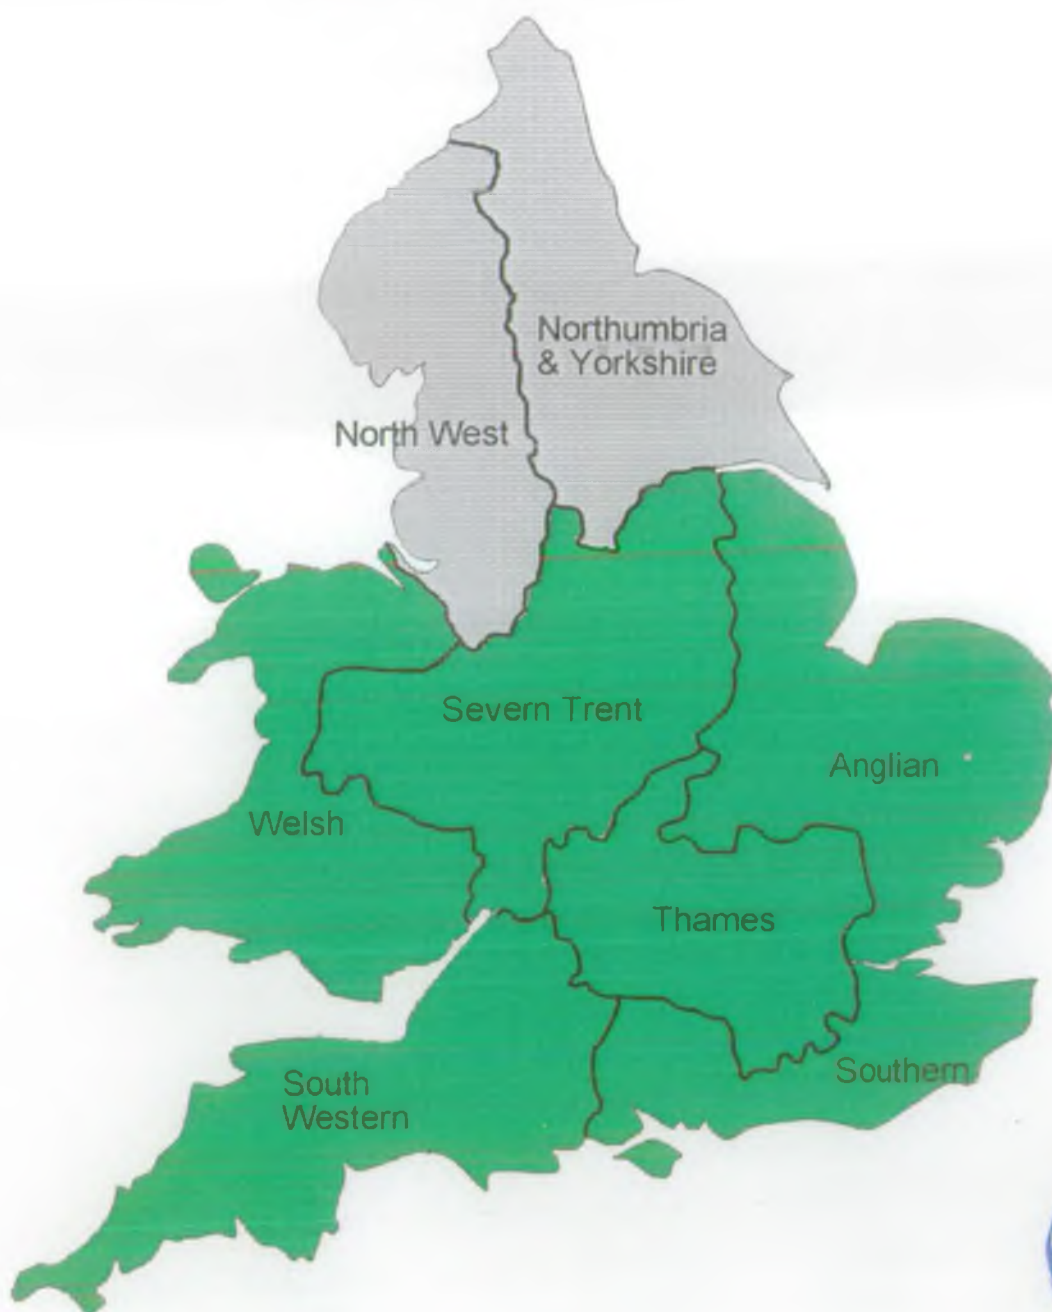 Northumbria
& Yorkshire
North West
Severn Trent
Anglian
Welsh
Thames
Southern
South
Western